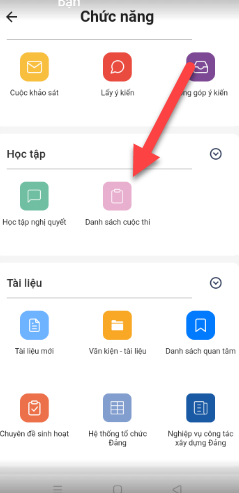 bạn
Chức năng
Cuộc khảo sát
Lấy ý kiến
góp ý kiến
Học tập
Học tập nghị quyết
Danh sách cuộc thi
Tài liệu
Tài liệu mới
Văn kiện - tài liệu
Danh sách quan tâm
Chuyên đề sinh hoạt
Hệ thống tổ chức
Đảng
Nghiệp vụ công tác
xây dựng Đảng